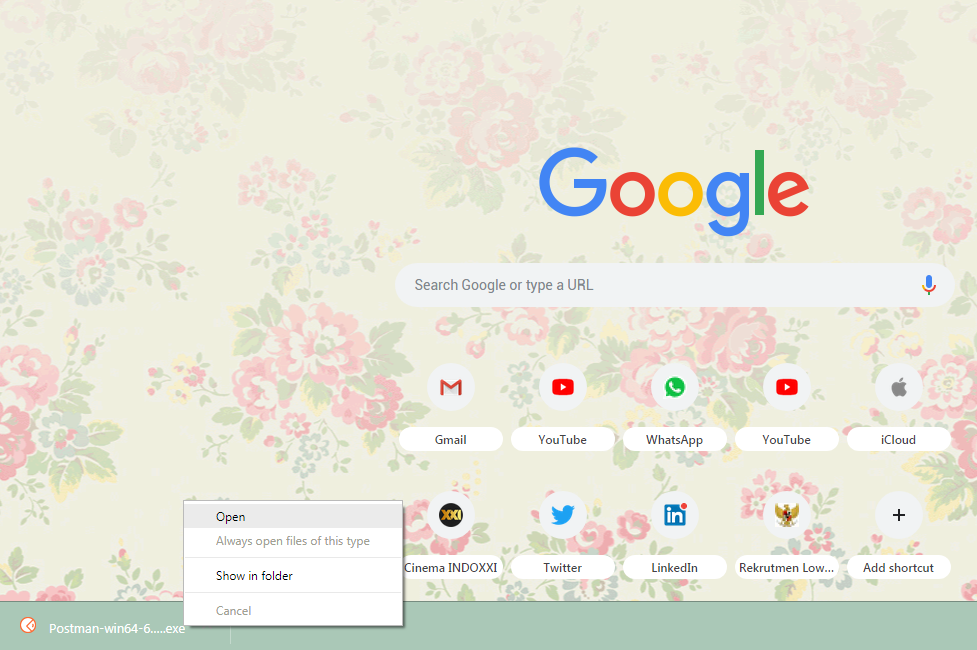 Google
Search Google or type a URL
Gmail
YouTube
WhatsApp
YouTube
iCloud
XXI
in
Cinema INDOXXI
Twitter
LinkedIn
Rekrutmen Low...
Add shortcut
Open
Always open files of this type
Show in folder
Cancel
Postman-win64-6.....exe